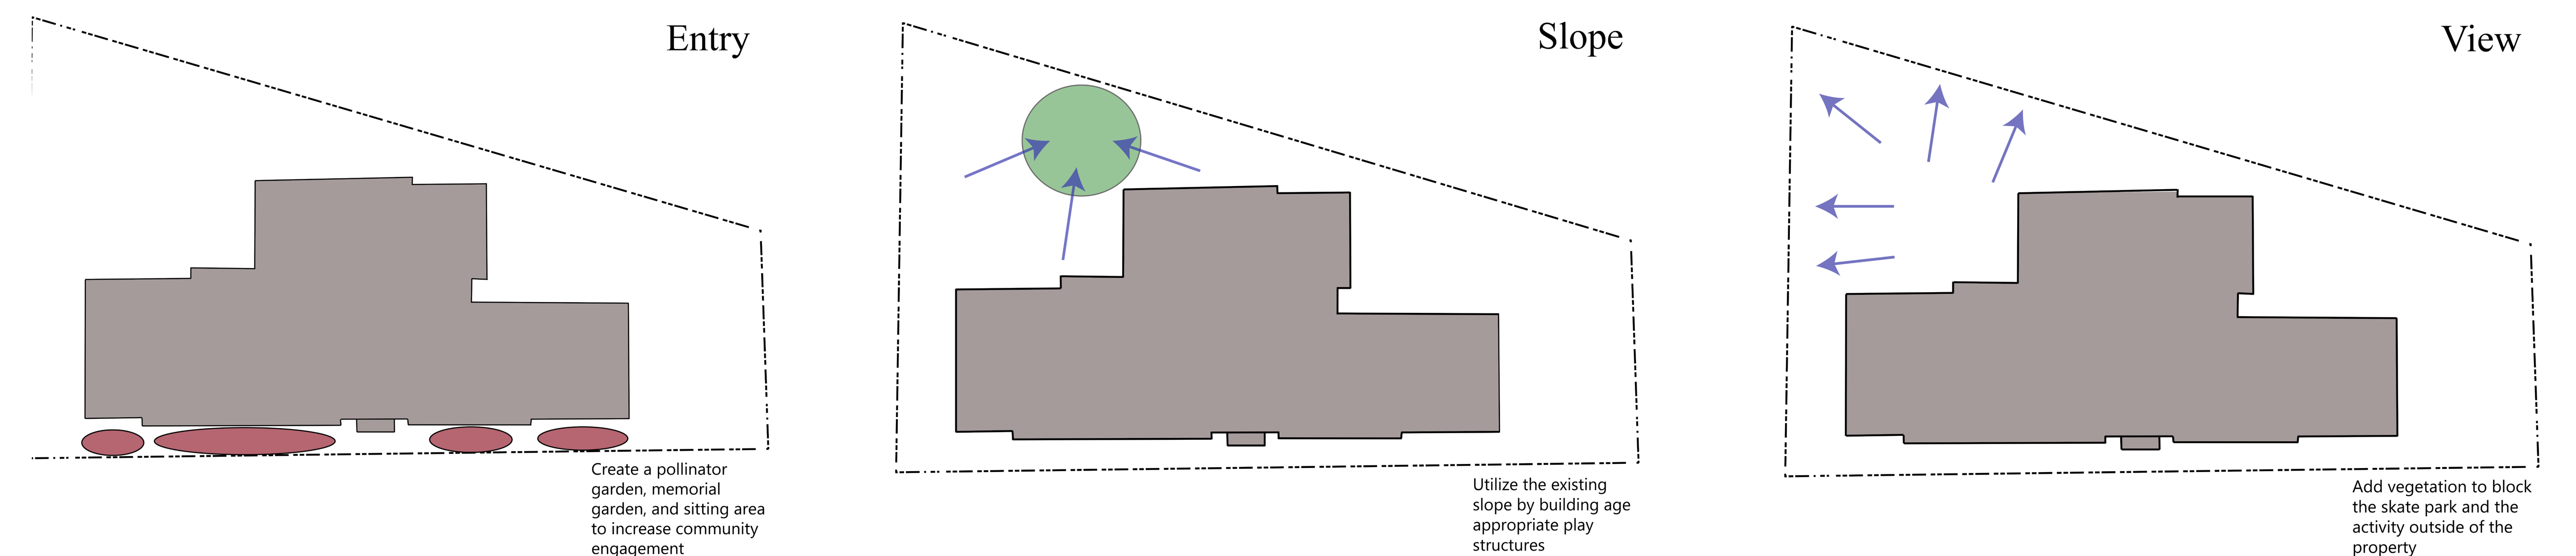 Entry
Create a pollinator
garden, memorial
garden, and sitting area
to increase community
engagement
Slope
Utilize the existing
slope by building age
appropriate play
structures
View
Add vegetation to block
the skate park and the
activity outside of the
property